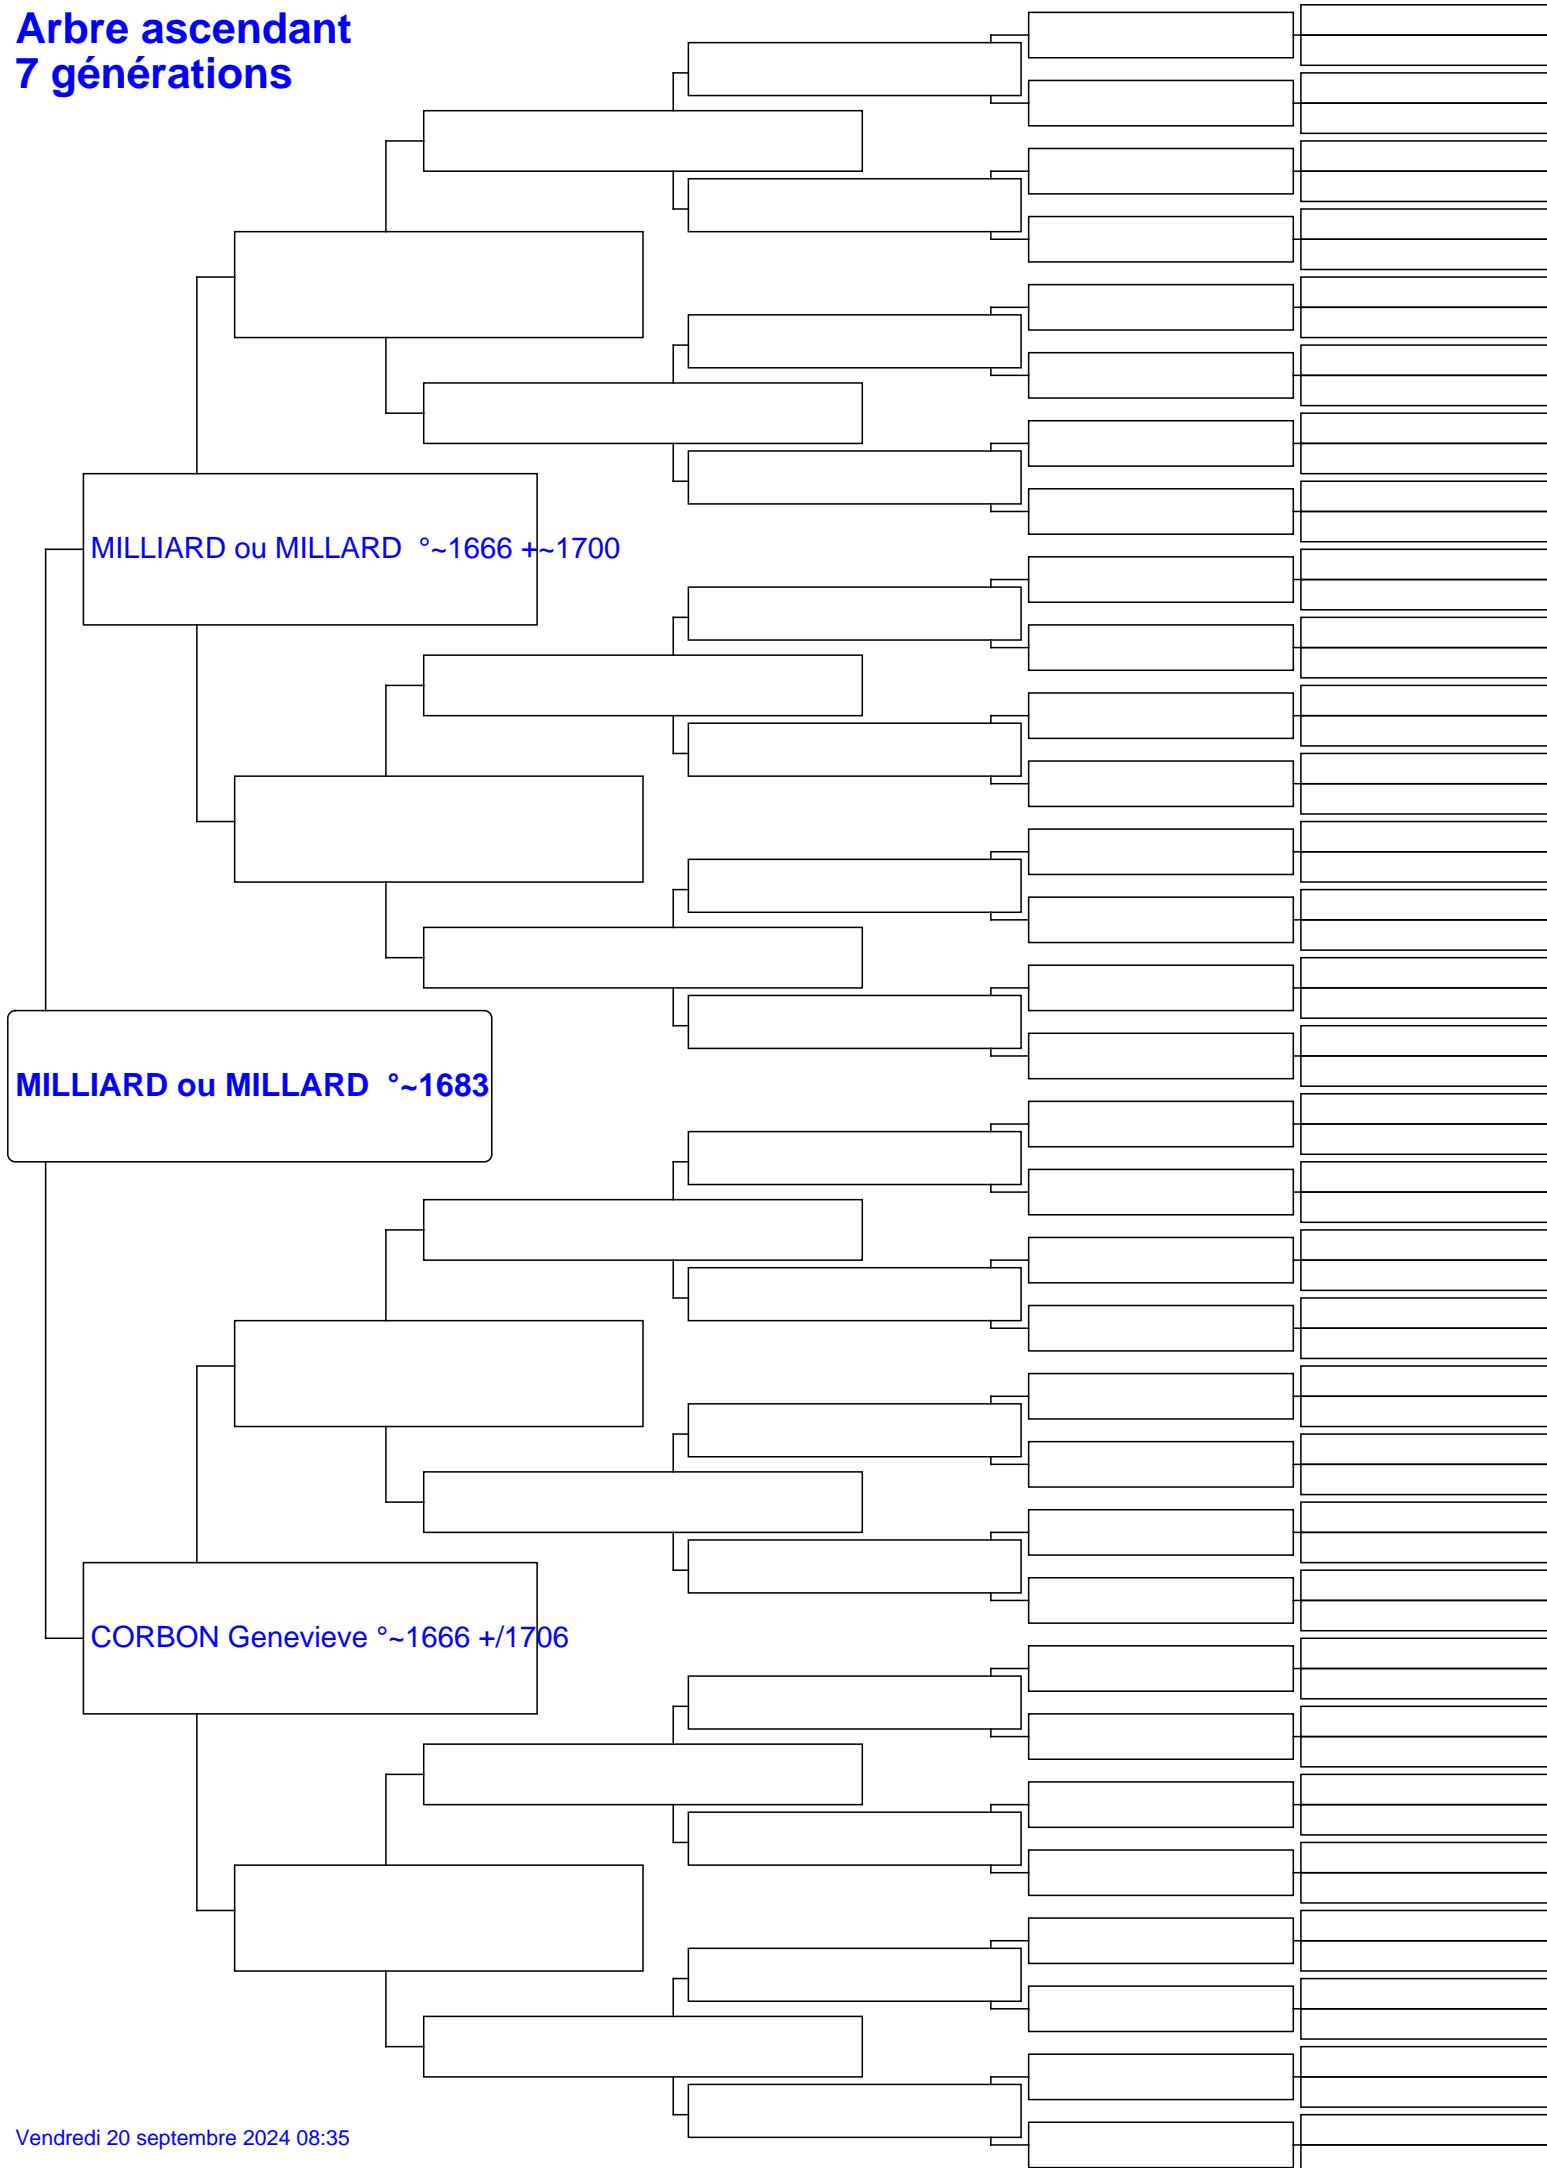 Arbre ascendant
7 générations
MILLIARD ou MILLARD  °~1666 +~1700
MILLIARD ou MILLARD  °~1683
CORBON Genevieve °~1666 +/1706
Vendredi 20 septembre 2024 08:35